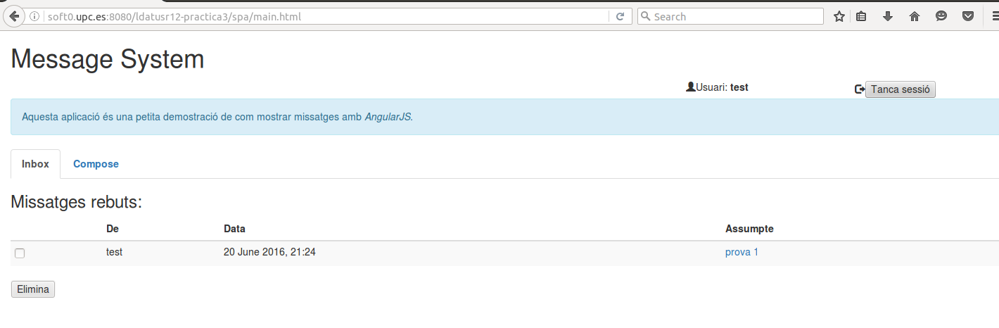 soft0.upc.es:8080/ldatusr12-practica3/spa/main.html Search
Message System
Usuari: test Tanca sessió
Aquesta aplicació és una petita demostració de com mostrar missatges amb AngularJS.
Inbox Compose
Missatges rebuts:
De Data Assumpte
test 20 June 2016, 21:24 prova 1
Elimina